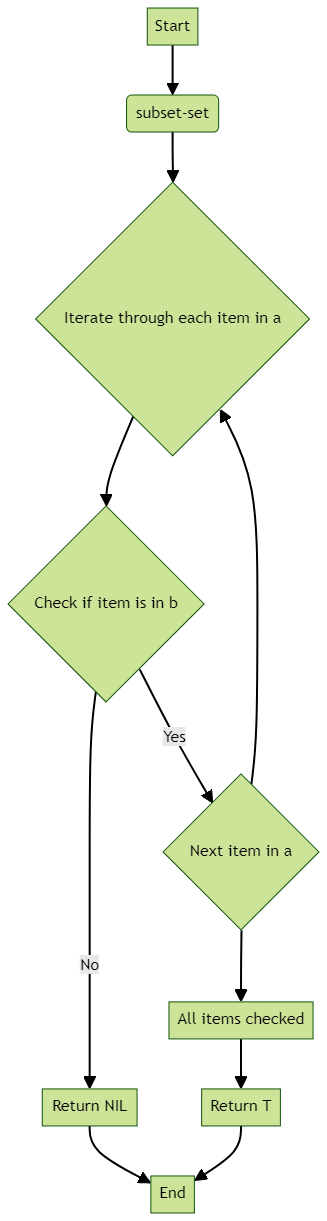 Start
subset-set
Iterate through each item in a
Check if item is in b
Yes
Next item in a
No
All items checked
Return NIL
Return T
End